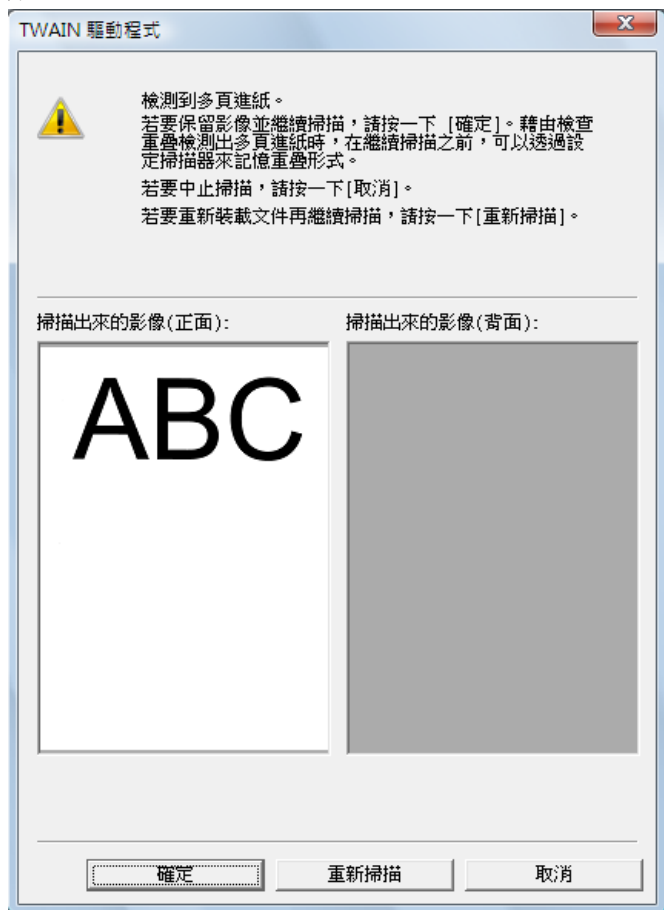 TWAIN 驅動程式
檢測到多頁進紙。
若要保留影像並繼續掃描，請按一下 [確定]。藉由檢查
重疊檢測出多頁進紙時，在繼續掃描之前，可以透過設
定掃描器來記憶重疊形式。
若要中止掃描，請按一下[取消]。
若要重新裝載文件再繼續掃描，請按一下[重新掃描]。
掃描出來的影像(正面):
掃描出來的影像(背面):
ABC
確定
重新掃描
取消